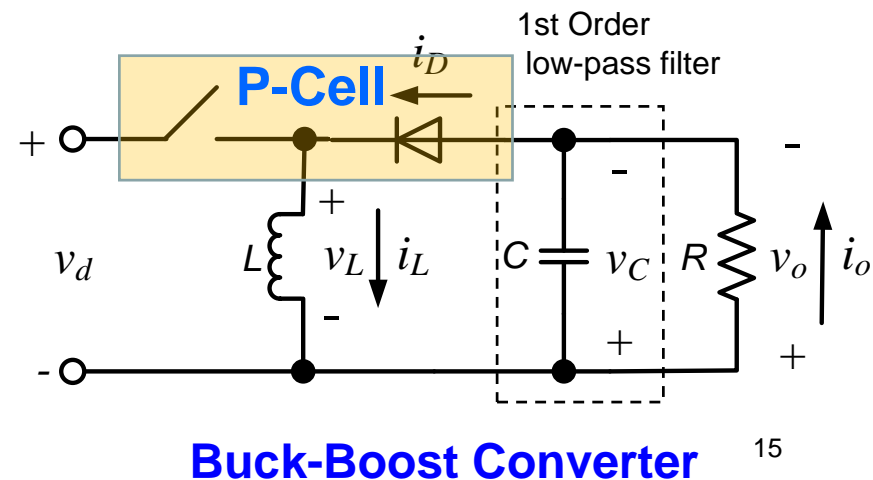 1st Order
low-pass filter
i_D
P-Cell
+
-
-
+
v_d
L
v_L
i_L
C
v_C
R
v_o
i_o
-
+
+
-
Buck-Boost Converter
15